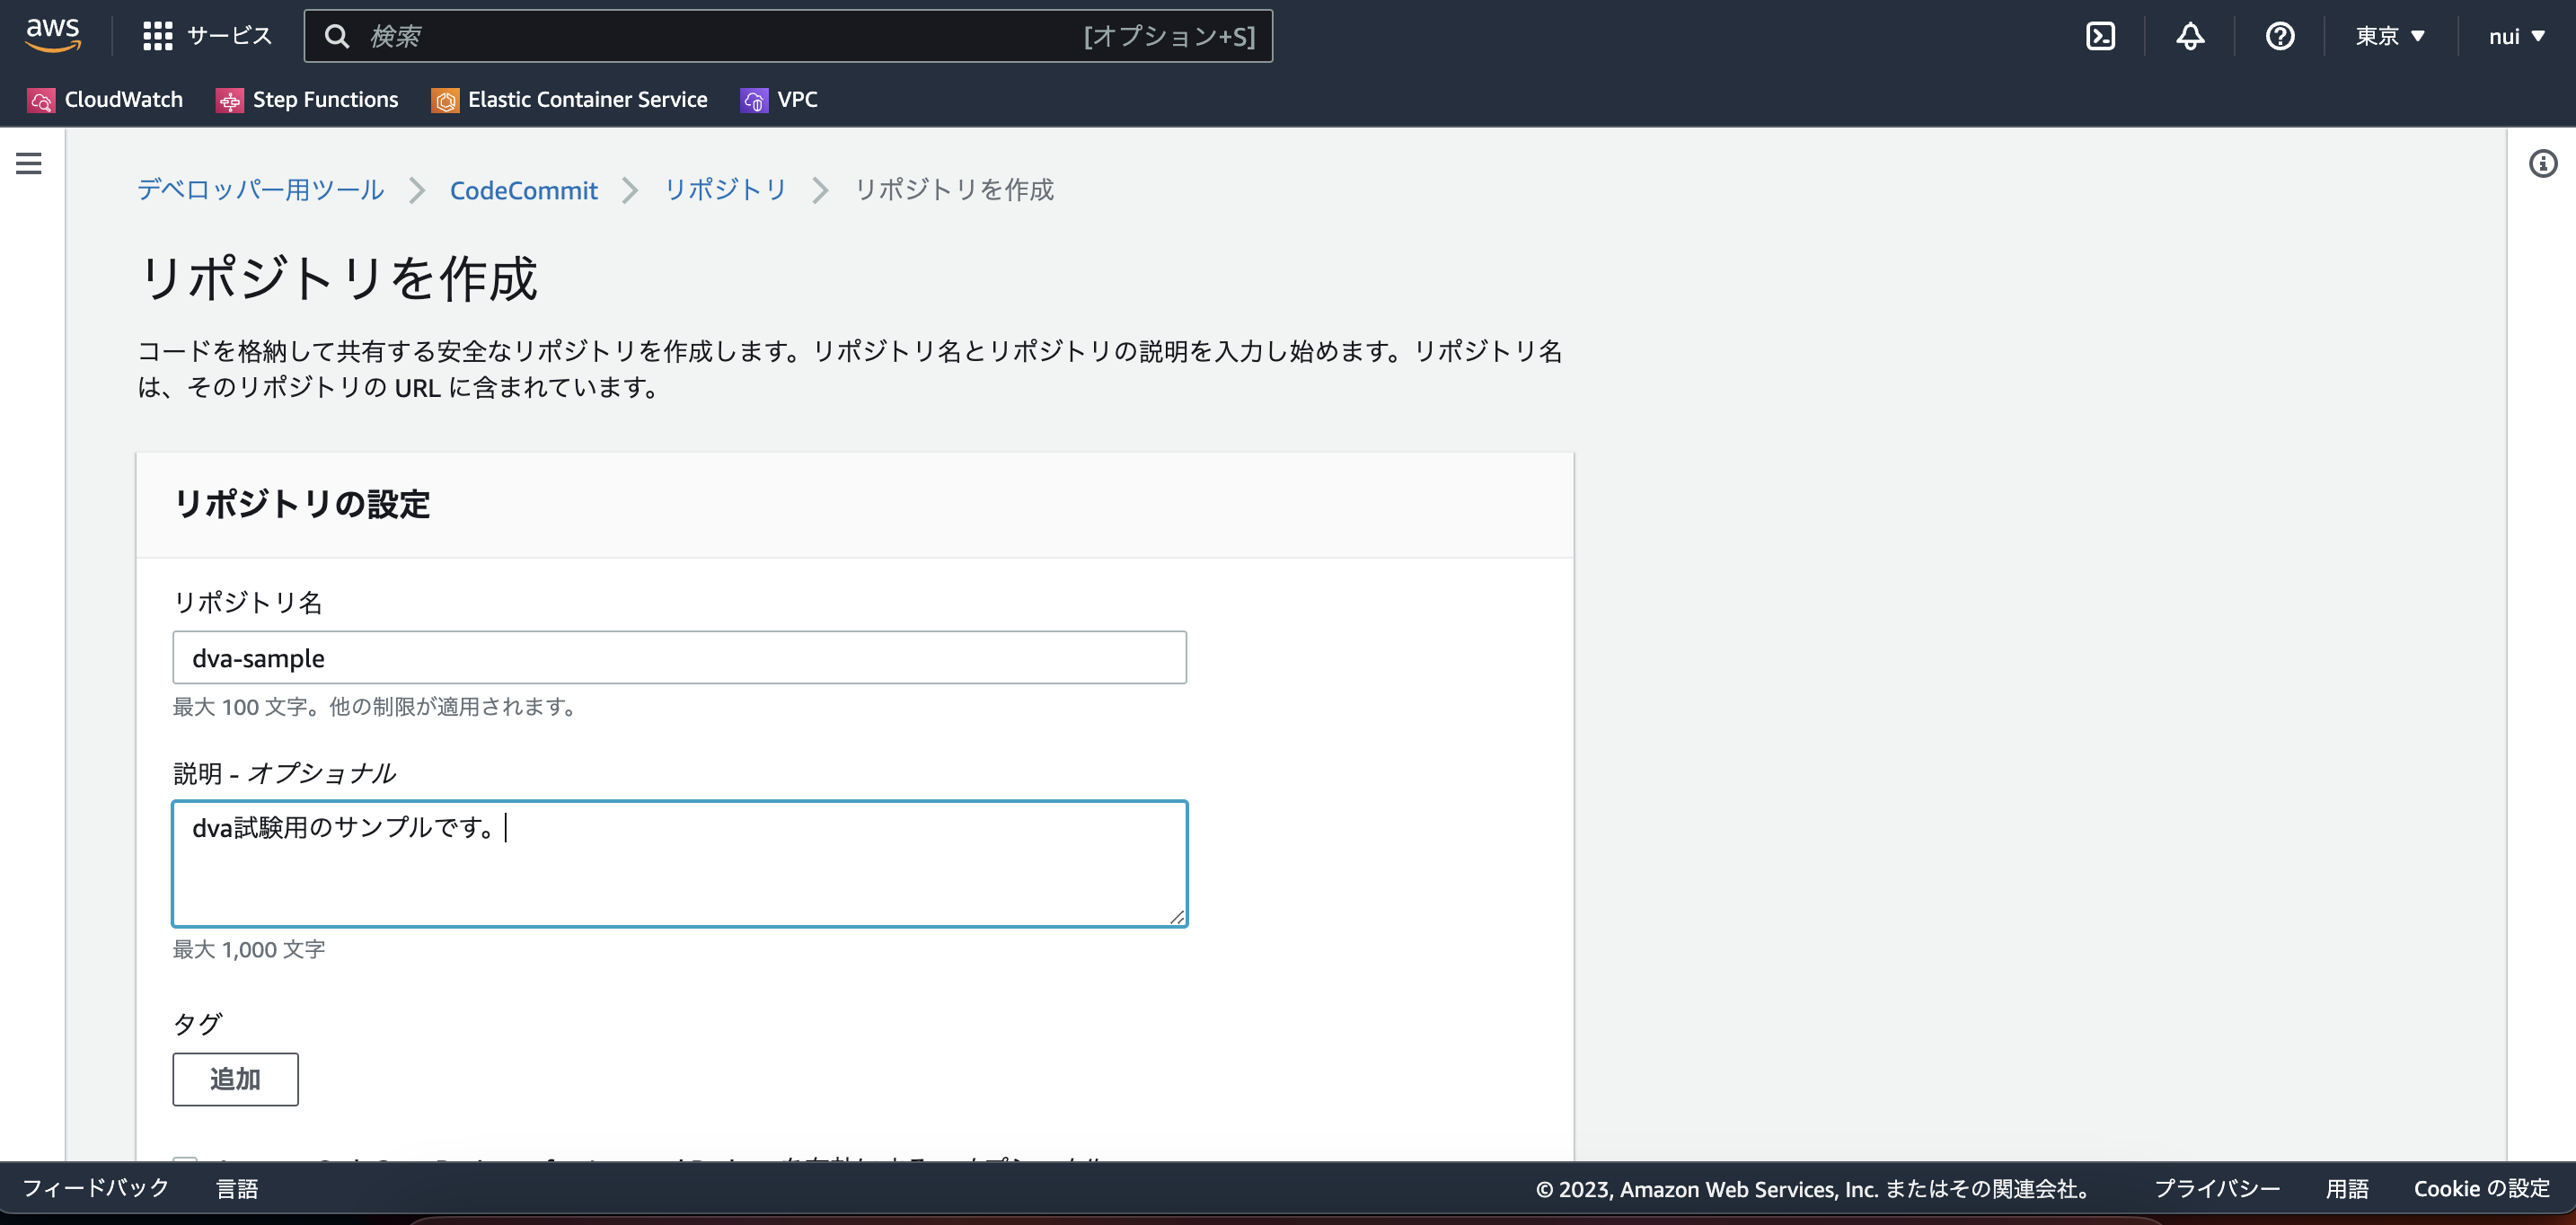 aws
サービス
検索
[オプション+S]
東京
nui
CloudWatch
Step Functions
Elastic Container Service
VPC
デベロッパー用ツール
CodeCommit
リポジトリ
リポジトリを作成
リポジトリを作成
コードを格納して共有する安全なリポジトリを作成します。リポジトリ名とリポジトリの説明を入力し始めます。リポジトリ名
は、そのリポジトリの URL に含まれています。
リポジトリの設定
リポジトリ名
dva-sample
最大 100 文字。他の制限が適用されます。
説明 - オプショナル
dva試験用のサンプルです。
最大 1,000 文字
タグ
追加
フィードバック
言語
© 2023, Amazon Web Services, Inc. またはその関連会社。
プライバシー
用語
Cookie の設定